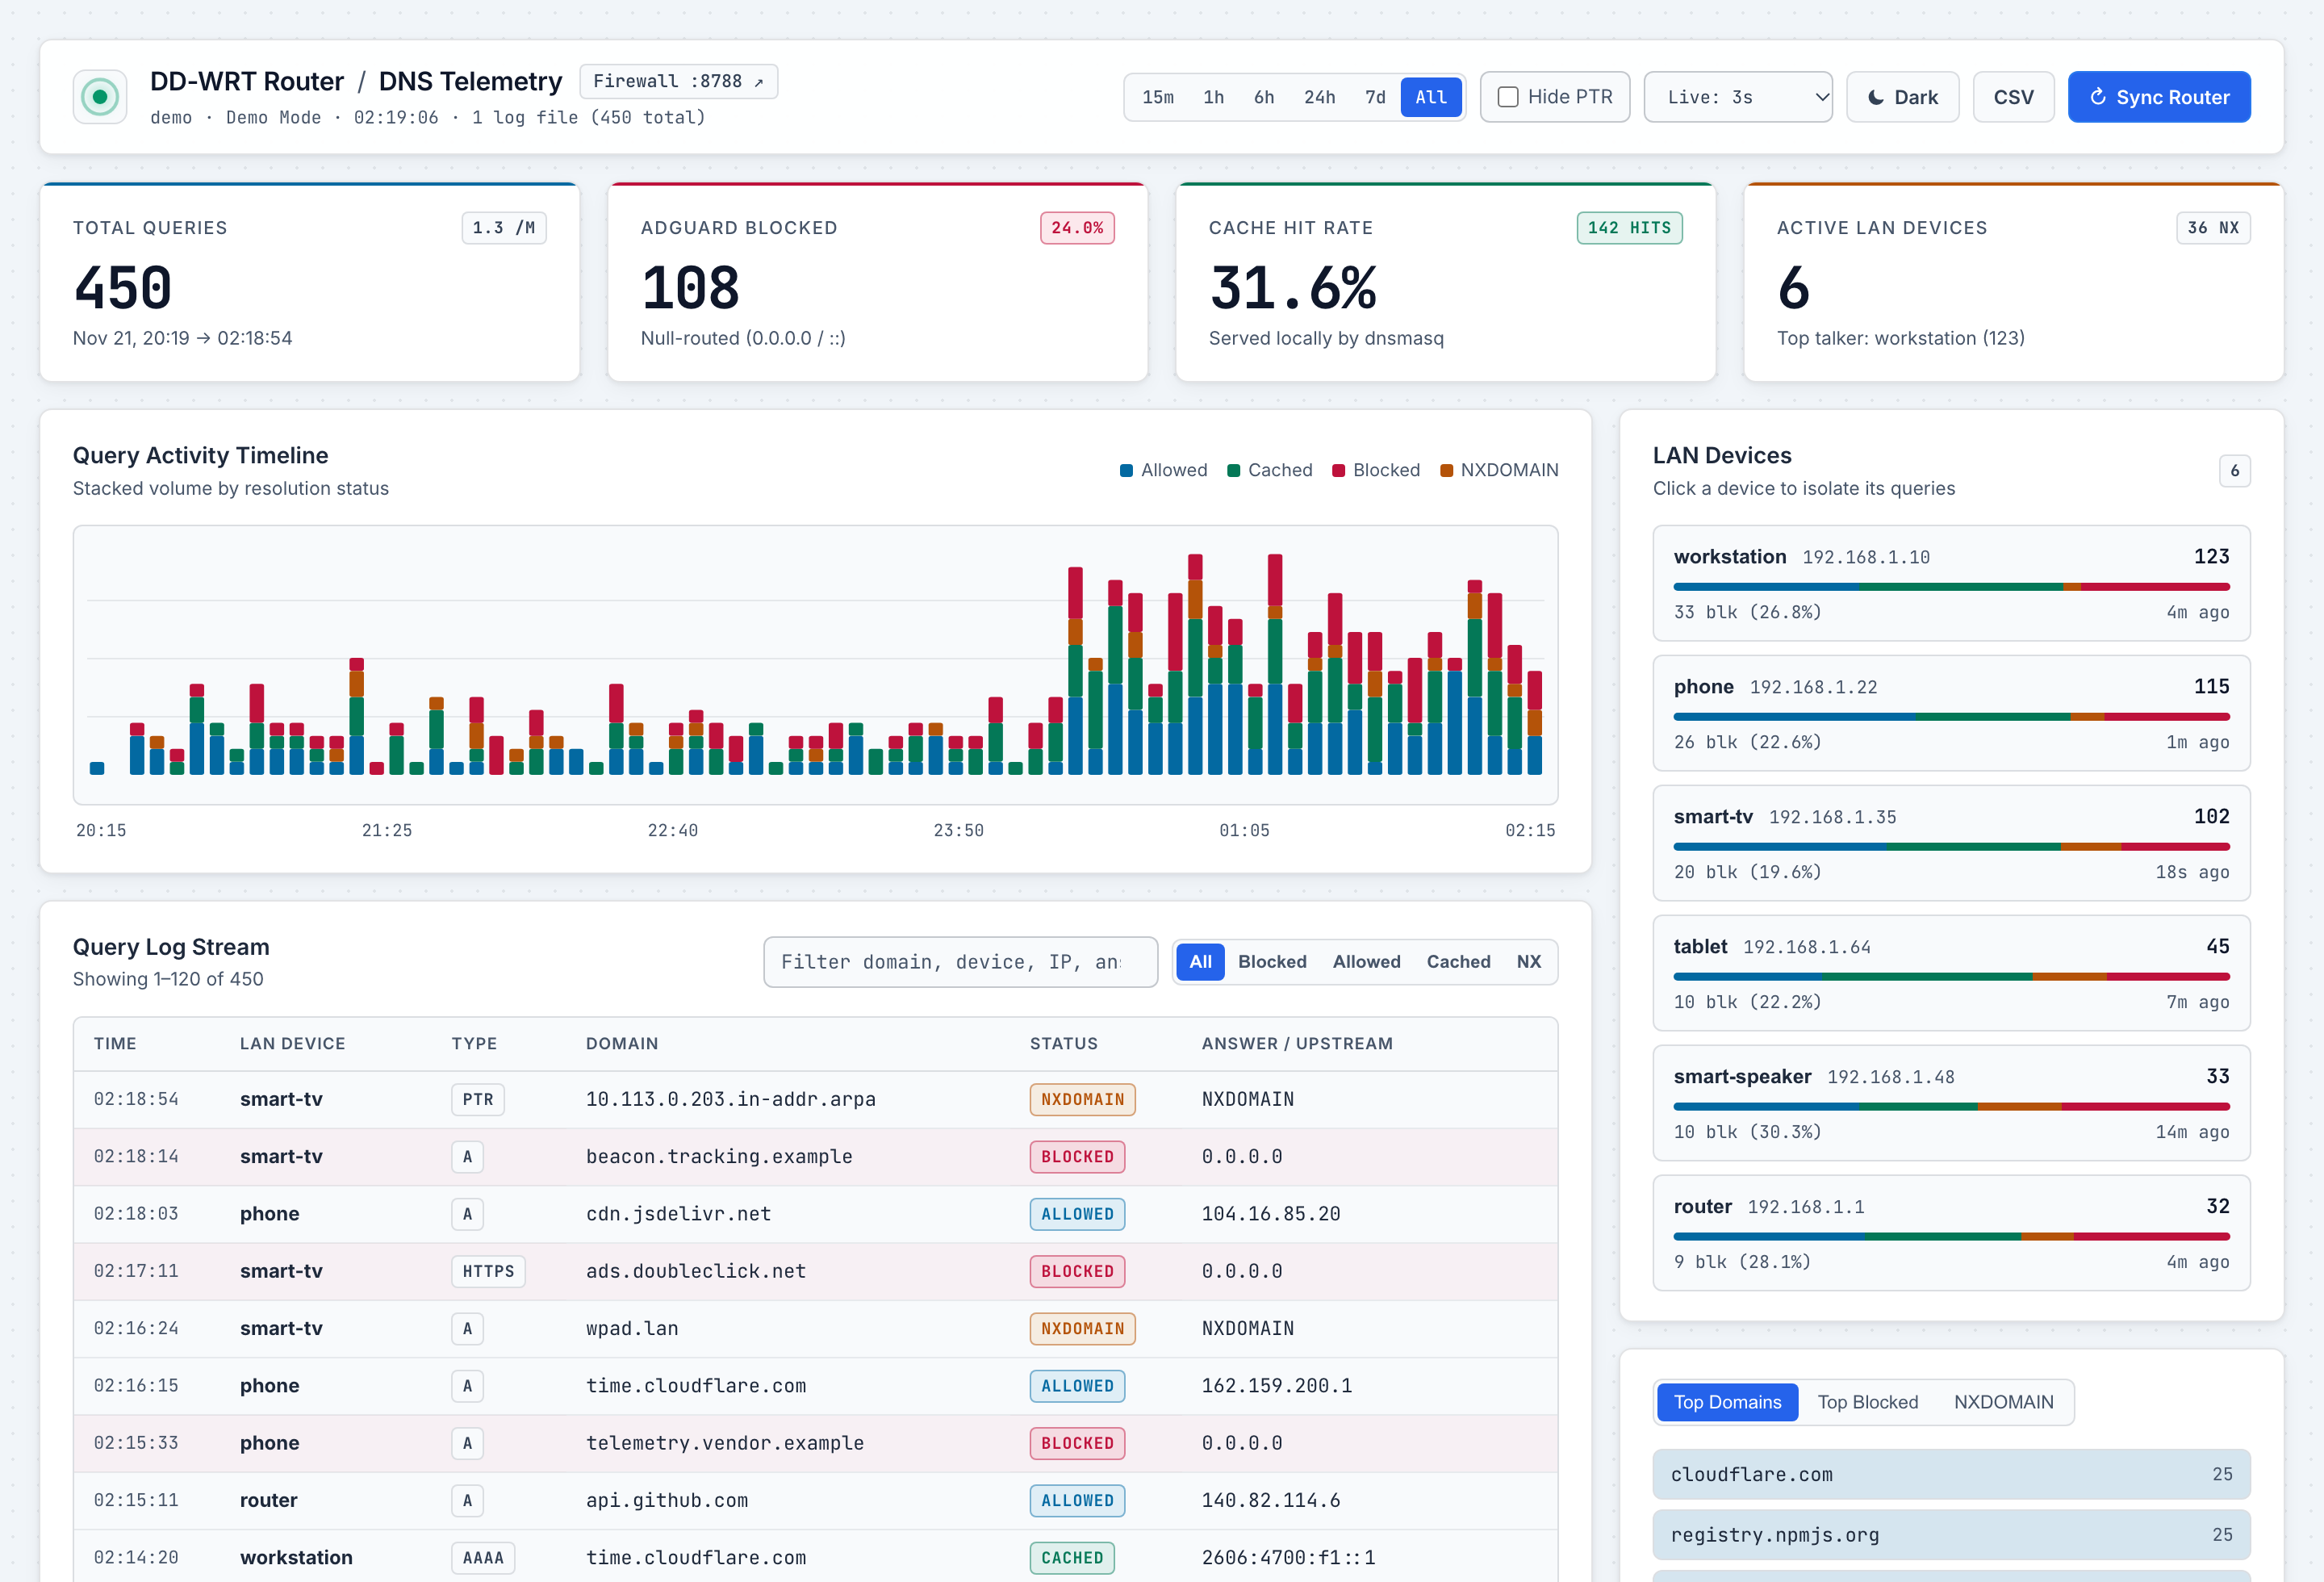 DD-WRT Router / DNS Telemetry
Firewall :8788 ↗
demo · Demo Mode · 02:19:06 · 1 log file (450 total)
15m 1h 6h 24h 7d All
Hide PTR
Live: 3s
Dark
CSV
Sync Router
TOTAL QUERIES
1.3 /M
450
Nov 21, 20:19 → 02:18:54
ADGUARD BLOCKED
24.0%
108
Null-routed (0.0.0.0 / ::)
CACHE HIT RATE
142 HITS
31.6%
Served locally by dnsmasq
ACTIVE LAN DEVICES
36 NX
6
Top talker: workstation (123)
Query Activity Timeline
Stacked volume by resolution status
Allowed Cached Blocked NXDOMAIN
20:15 21:25 22:40 23:50 01:05 02:15
LAN Devices
Click a device to isolate its queries
6
workstation 192.168.1.10 123
33 blk (26.8%) 4m ago
phone 192.168.1.22 115
26 blk (22.6%) 1m ago
smart-tv 192.168.1.35 102
20 blk (19.6%) 18s ago
tablet 192.168.1.64 45
10 blk (22.2%) 7m ago
smart-speaker 192.168.1.48 33
10 blk (30.3%) 14m ago
router 192.168.1.1 32
9 blk (28.1%) 4m ago
Query Log Stream
Showing 1–120 of 450
Filter domain, device, IP, an
All Blocked Allowed Cached NX
TIME LAN DEVICE TYPE DOMAIN STATUS ANSWER / UPSTREAM
02:18:54 smart-tv PTR 10.113.0.203.in-addr.arpa NXDOMAIN NXDOMAIN
02:18:14 smart-tv A beacon.tracking.example BLOCKED 0.0.0.0
02:18:03 phone A cdn.jsdelivr.net ALLOWED 104.16.85.20
02:17:11 smart-tv HTTPS ads.doubleclick.net BLOCKED 0.0.0.0
02:16:24 smart-tv A wpad.lan NXDOMAIN NXDOMAIN
02:16:15 phone A time.cloudflare.com ALLOWED 162.159.200.1
02:15:33 phone A telemetry.vendor.example BLOCKED 0.0.0.0
02:15:11 router A api.github.com ALLOWED 140.82.114.6
02:14:20 workstation AAAA time.cloudflare.com CACHED 2606:4700:f1::1
Top Domains Top Blocked NXDOMAIN
cloudflare.com 25
registry.npmjs.org 25